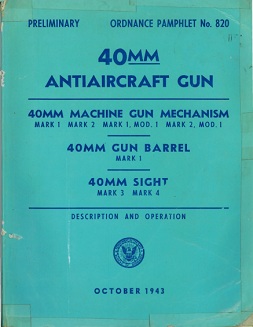 PRELIMINARY ORDNANCE PAMPHLET No. 820
40MM
ANTIAIRCRAFT GUN
40MM MACHINE GUN MECHANISM
MARK 1 MARK 2 MARK 1, MOD. 1 MARK 2, MOD. 1
40MM GUN BARREL
MARK 1
40MM SIGHT
MARK 3 MARK 4
DESCRIPTION AND OPERATION
OCTOBER 1943